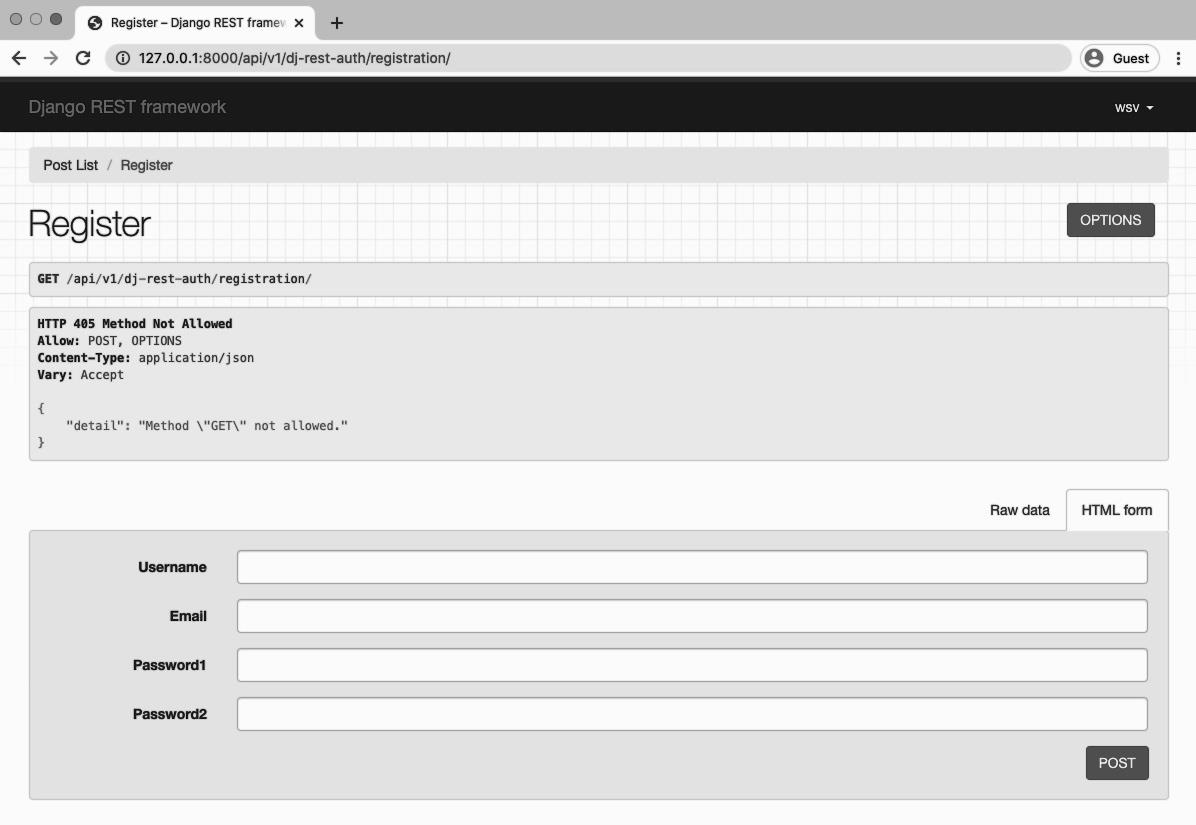 Register – Django REST framew
127.0.0.1:8000/api/v1/dj-rest-auth/registration/
Guest
Django REST framework
wsv
Post List / Register
Register
OPTIONS
GET /api/v1/dj-rest-auth/registration/
HTTP 405 Method Not Allowed
Allow: POST, OPTIONS
Content-Type: application/json
Vary: Accept
{
    "detail": "Method \"GET\" not allowed."
}
Raw data
HTML form
Username
Email
Password1
Password2
POST